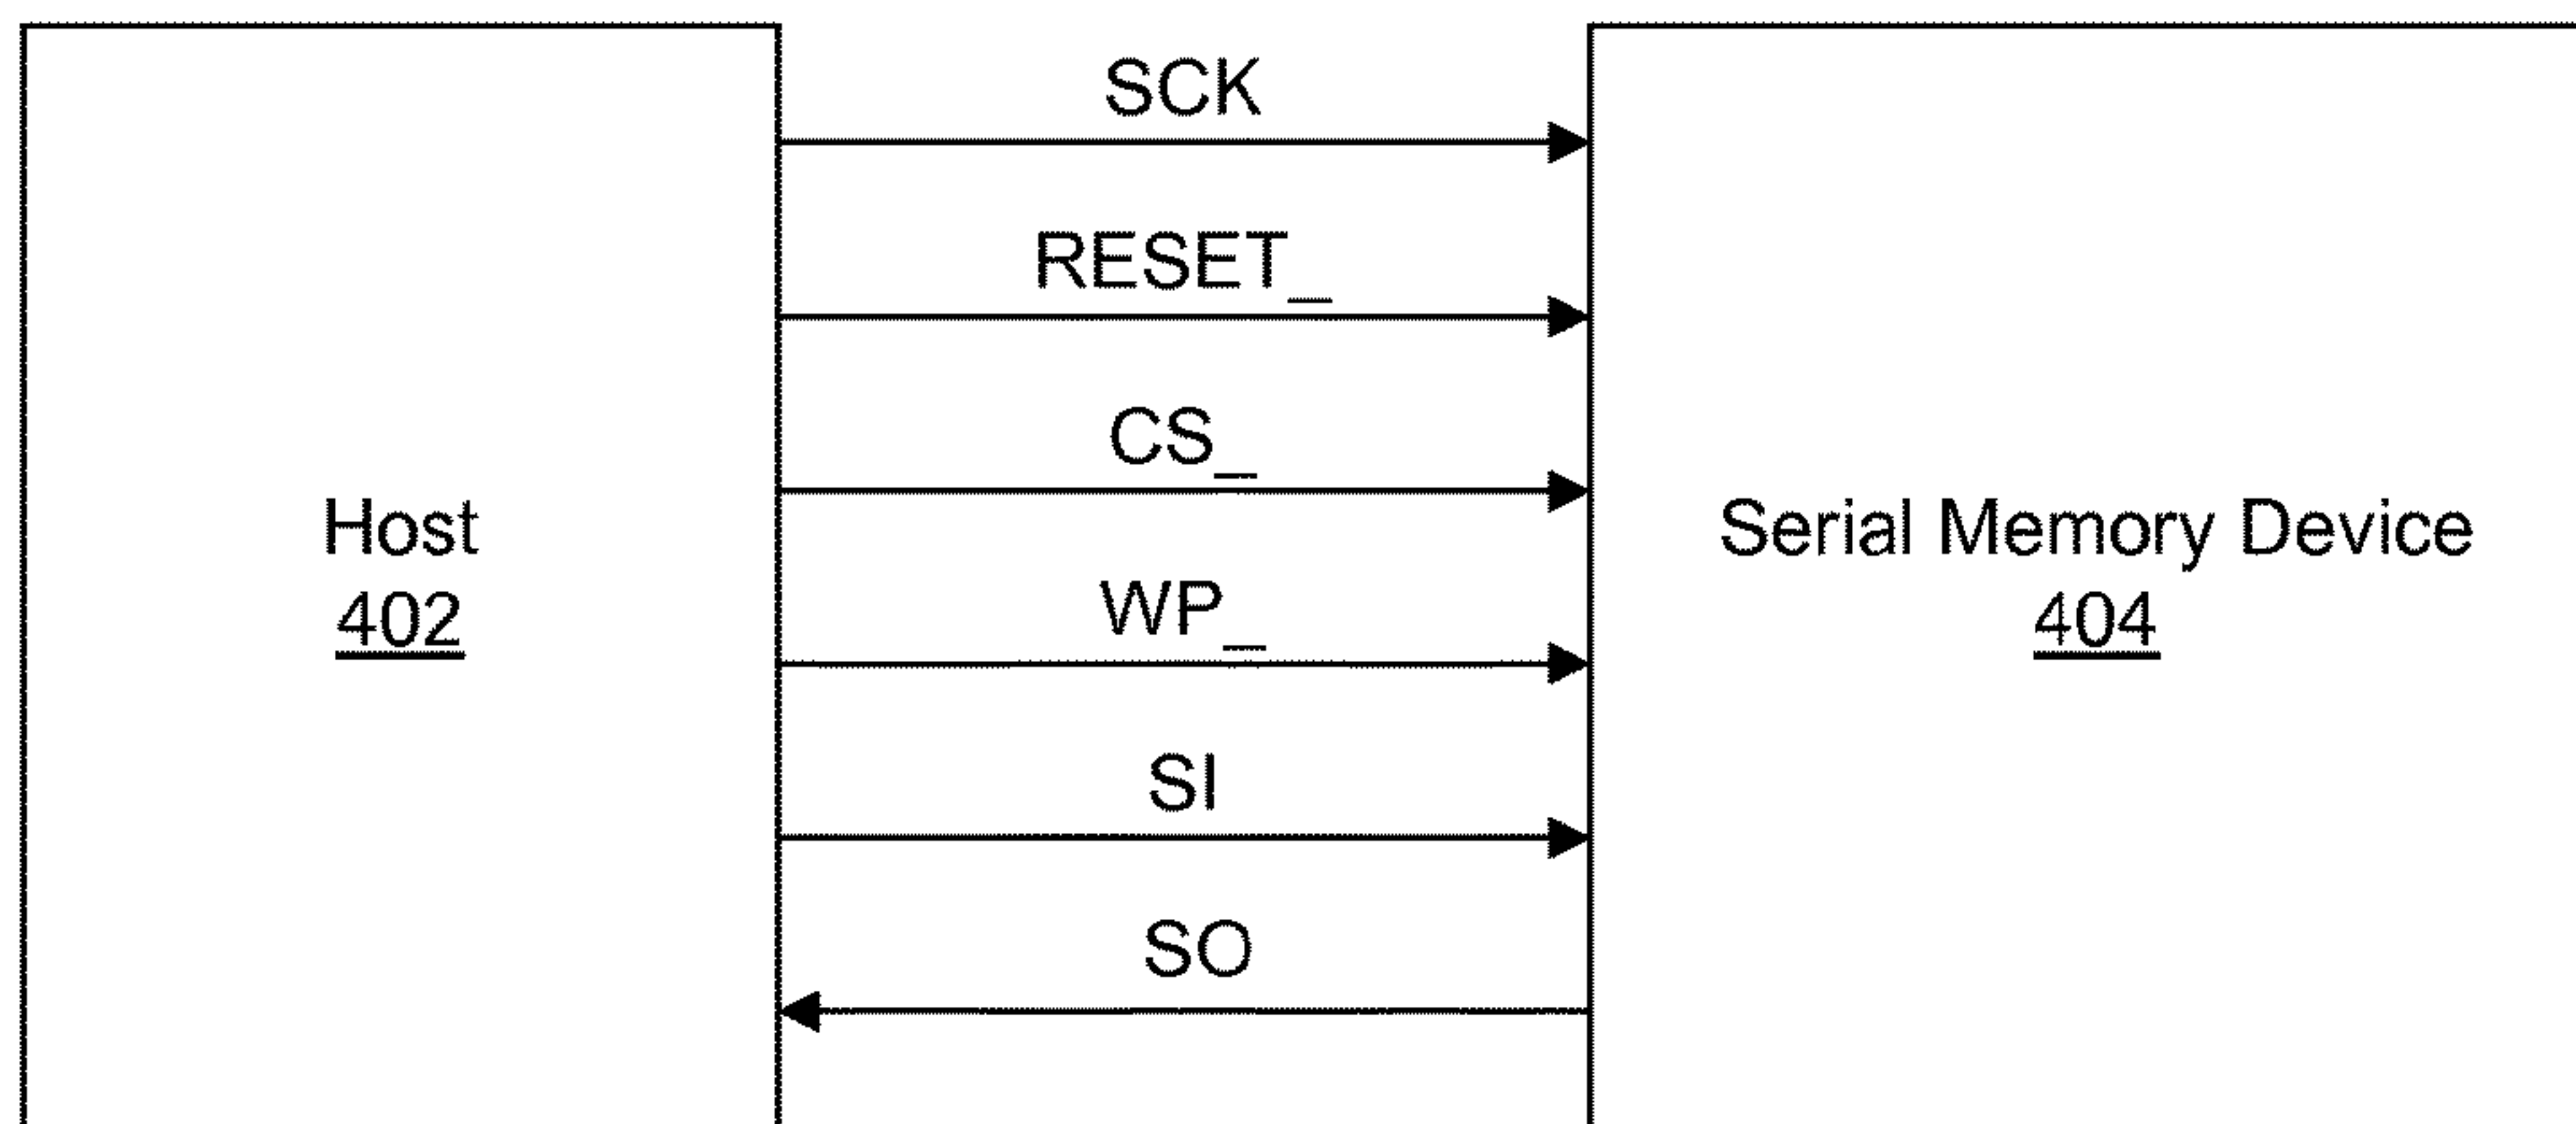 SCK
RESET_
CS_
WP_
SI
SO
Host
402
Serial Memory Device
404